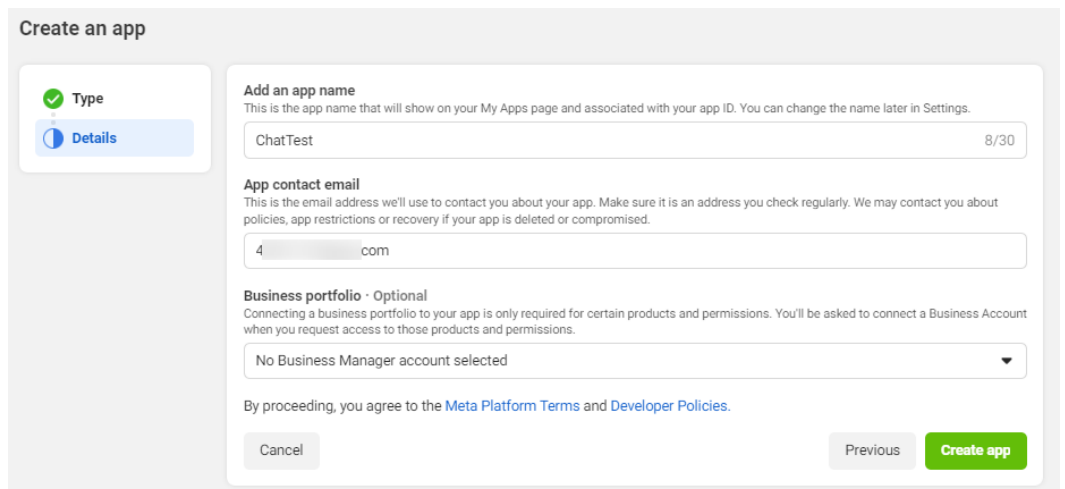 Create an app
Type
Details
Add an app name
This is the app name that will show on your My Apps page and associated with your app ID. You can change the name later in Settings.
ChatTest
8/30
App contact email
This is the email address we'll use to contact you about your app. Make sure it is an address you check regularly. We may contact you about
policies, app restrictions or recovery if your app is deleted or compromised.
4 com
Business portfolio · Optional
Connecting a business portfolio to your app is only required for certain products and permissions. You'll be asked to connect a Business Account
when you request access to those products and permissions.
No Business Manager account selected
By proceeding, you agree to the Meta Platform Terms and Developer Policies.
Cancel
Previous
Create app